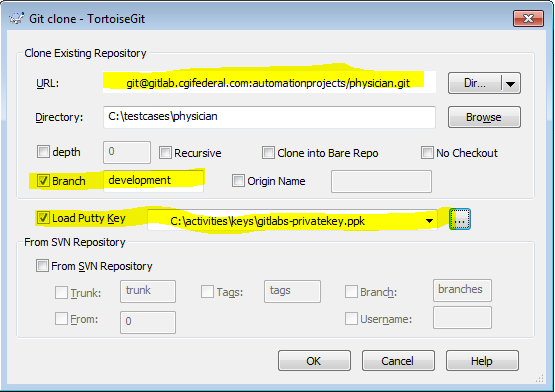 Git clone - TortoiseGit
Clone Existing Repository
URL: git@gitlab.cgifederal.com:automationprojects/physician.git Dir...
Directory: C:\testcases\physician Browse
depth 0 Recursive Clone into Bare Repo No Checkout
Branch development Origin Name
Load Putty Key C:\activities\keys\gitlabs-privatekey.ppk ...
From SVN Repository
From SVN Repository
Trunk: trunk Tags: tags Branch: branches
From: 0 Username:
OK Cancel Help